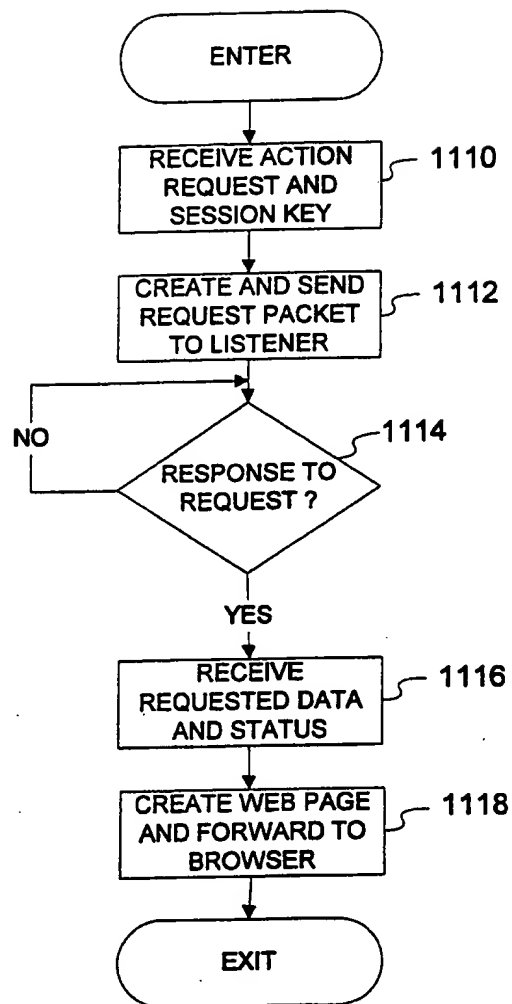 ENTER
RECEIVE ACTION
REQUEST AND
SESSION KEY
1110
CREATE AND SEND
REQUEST PACKET
TO LISTENER
1112
NO
RESPONSE TO
REQUEST ?
1114
YES
RECEIVE
REQUESTED DATA
AND STATUS
1116
CREATE WEB PAGE
AND FORWARD TO
BROWSER
1118
EXIT